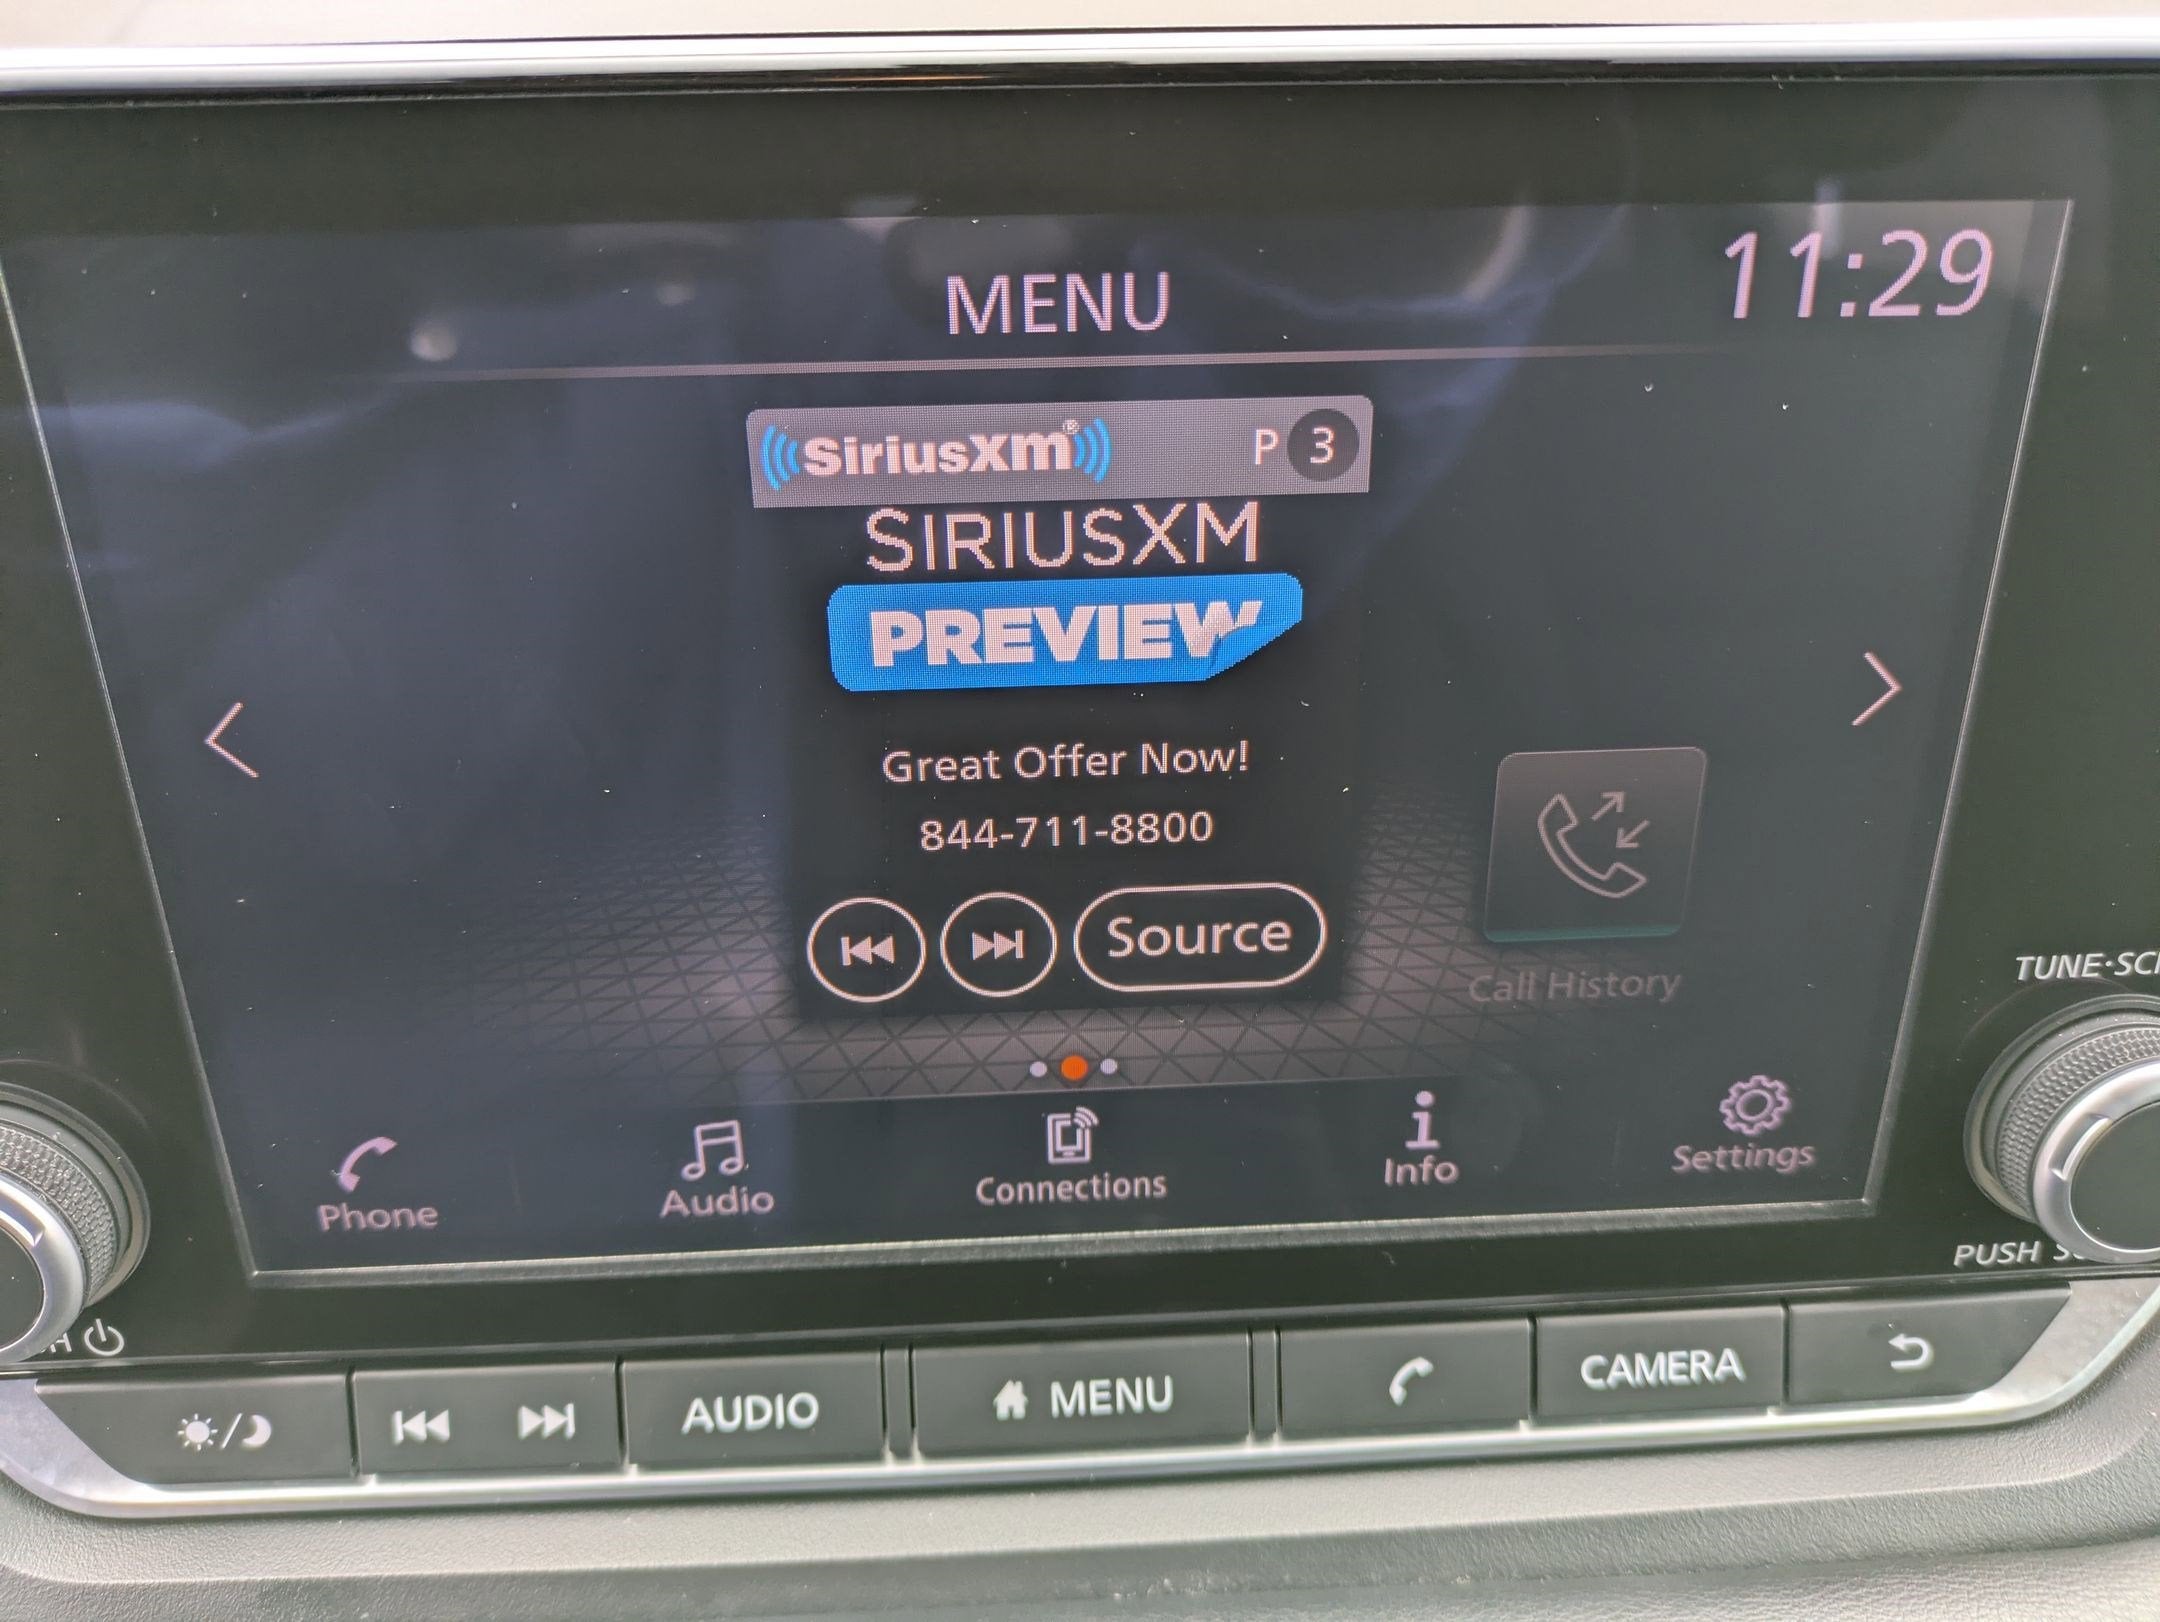 MENU
11:29
SiriusXm®
P 3
SIRIUSXM
PREVIEW
Great Offer Now!
844-711-8800
Source
Call History
Phone
Audio
Connections
Info
Settings
TUNE·SC
PUSH
AUDIO
MENU
CAMERA